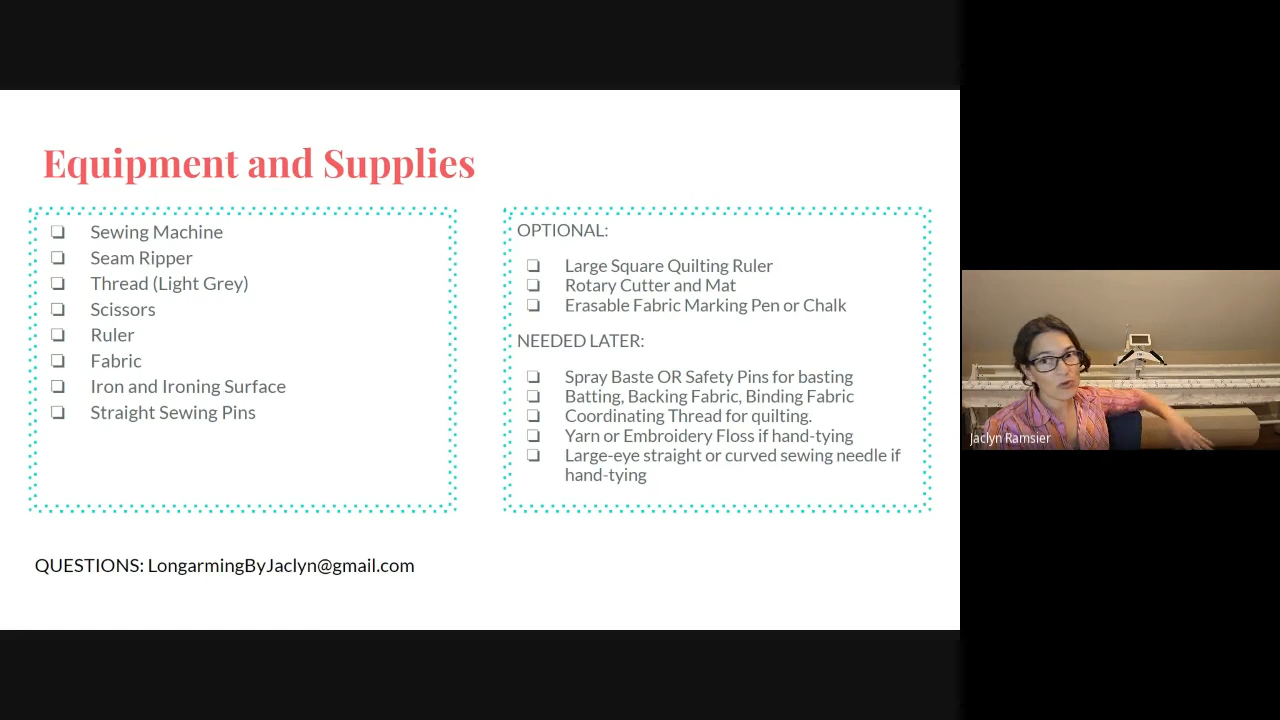 Equipment and Supplies
Sewing Machine
Seam Ripper
Thread (Light Grey)
Scissors
Ruler
Fabric
Iron and Ironing Surface
Straight Sewing Pins
OPTIONAL:
Large Square Quilting Ruler
Rotary Cutter and Mat
Erasable Fabric Marking Pen or Chalk
NEEDED LATER:
Spray Baste OR Safety Pins for basting
Batting, Backing Fabric, Binding Fabric
Coordinating Thread for quilting.
Yarn or Embroidery Floss if hand-tying
Large-eye straight or curved sewing needle if
hand-tying
QUESTIONS: LongarmingByJaclyn@gmail.com
Jaclyn Ramsier